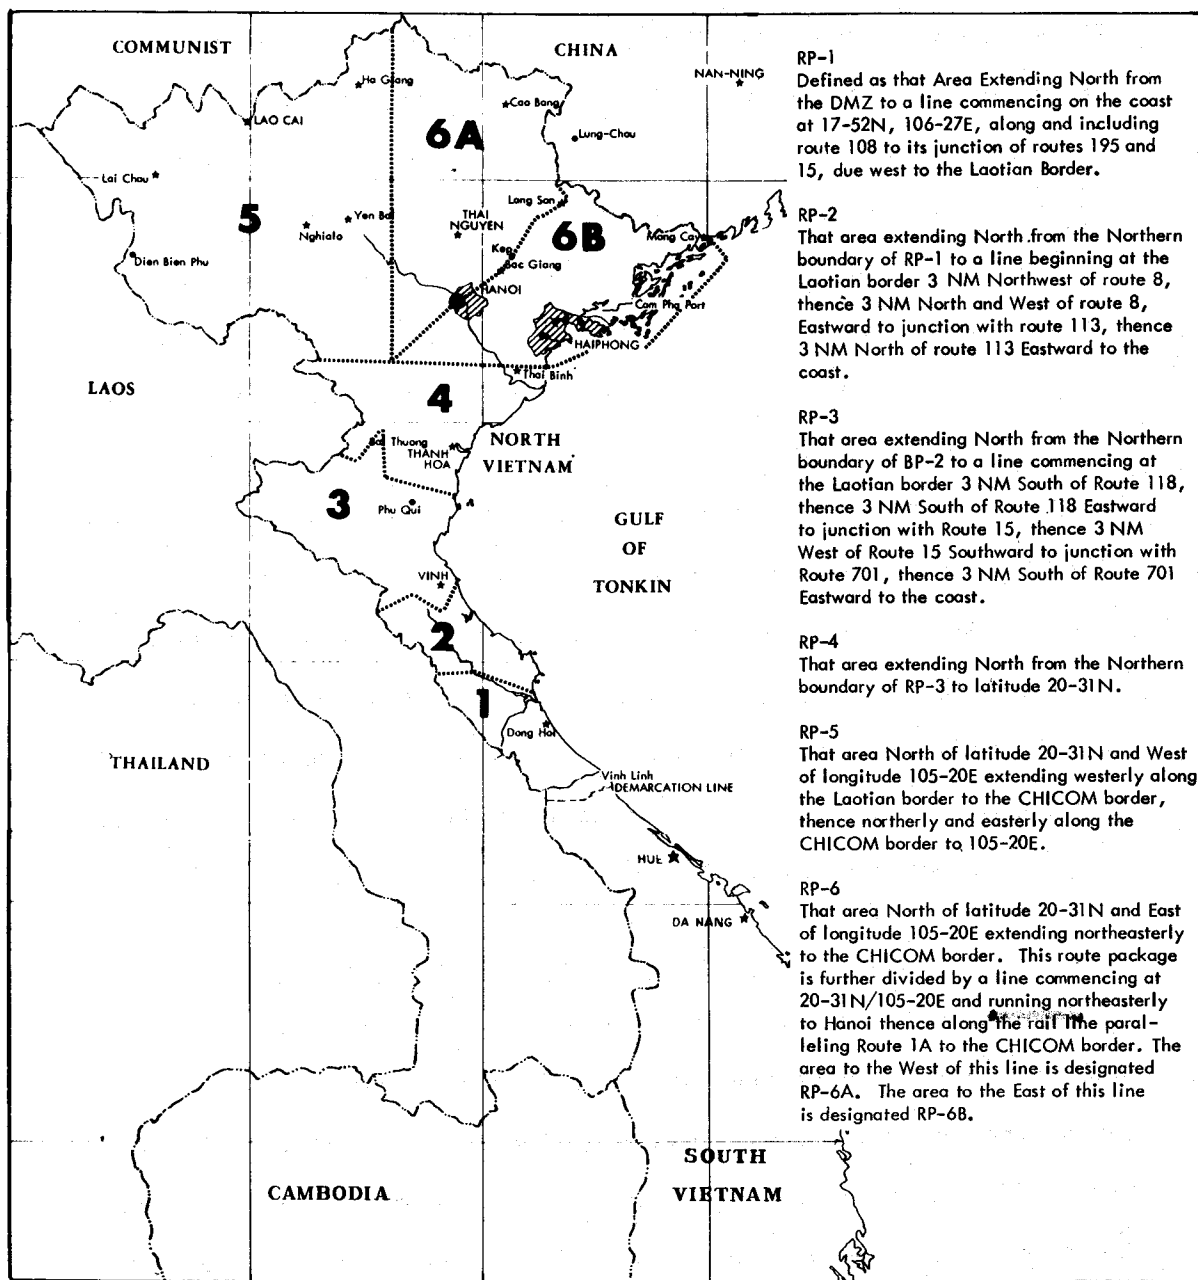 COMMUNIST
CHINA
NAN-NING
Ha Giang
Cao Bang
LAO CAI
6A
Lung-Chau
Lai Chau
Lang Son
5
Yen Bai
THAI
NGUYEN
6B
Nghialo
Mong Cay
Kep
Dien Bien Phu
Bac Giang
HANOI
Cam Pha Port
HAIPHONG
Thai Binh
LAOS
4
Bai Thuong
THANH
HOA
NORTH
VIETNAM
3
Phu Qui
GULF
OF
TONKIN
VINH
2
1
Dong Hoi
THAILAND
Vinh Linh
DEMARCATION LINE
HUE
DA NANG
SOUTH
VIETNAM
CAMBODIA
RP-1
Defined as that Area Extending North from
the DMZ to a line commencing on the coast
at 17-52N, 106-27E, along and including
route 108 to its junction of routes 195 and
15, due west to the Laotian Border.
RP-2
That area extending North from the Northern
boundary of RP-1 to a line beginning at the
Laotian border 3 NM Northwest of route 8,
thence 3 NM North and West of route 8,
Eastward to junction with route 113, thence
3 NM North of route 113 Eastward to the
coast.
RP-3
That area extending North from the Northern
boundary of BP-2 to a line commencing at
the Laotian border 3 NM South of Route 118,
thence 3 NM South of Route 118 Eastward
to junction with Route 15, thence 3 NM
West of Route 15 Southward to junction with
Route 701, thence 3 NM South of Route 701
Eastward to the coast.
RP-4
That area extending North from the Northern
boundary of RP-3 to latitude 20-31N.
RP-5
That area North of latitude 20-31N and West
of longitude 105-20E extending westerly along
the Laotian border to the CHICOM border,
thence northerly and easterly along the
CHICOM border to 105-20E.
RP-6
That area North of latitude 20-31N and East
of longitude 105-20E extending northeasterly
to the CHICOM border. This route package
is further divided by a line commencing at
20-31N/105-20E and running northeasterly
to Hanoi thence along the rail line paral-
leling Route 1A to the CHICOM border. The
area to the West of this line is designated
RP-6A. The area to the East of this line
is designated RP-6B.